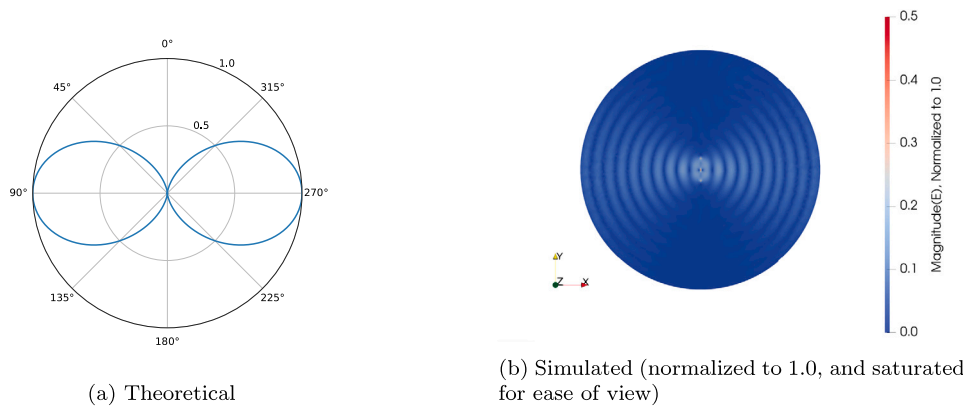 0°
1.0
45°
315°
0.5
90°
270°
135°
225°
180°
(a) Theoretical
0.5
0.4
0.3
0.2
0.1
0.0
Magnitude(E), Normalized to 1.0
Y
Z
X
(b) Simulated (normalized to 1.0, and saturated
for ease of view)